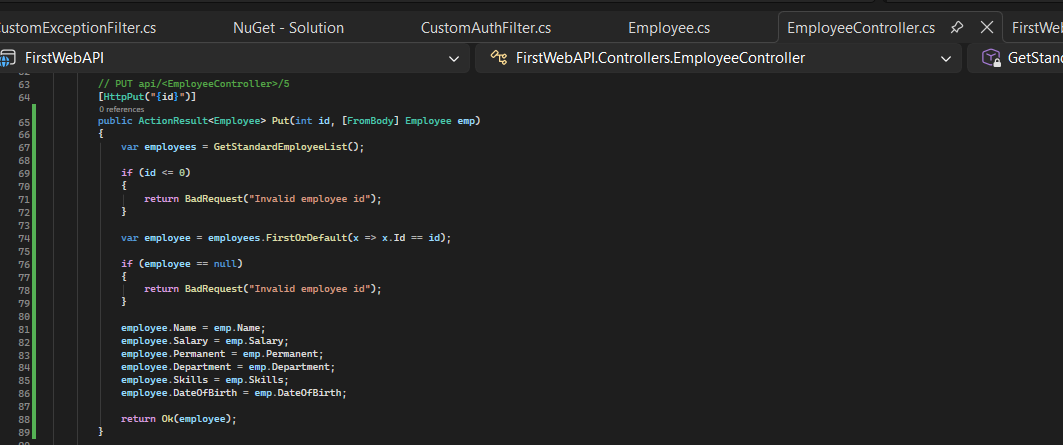 CustomExceptionFilter.cs NuGet - Solution CustomAuthFilter.cs Employee.cs EmployeeController.cs
FirstWebAPI FirstWebAPI.Controllers.EmployeeController
63 // PUT api/<EmployeeController>/5
64 [HttpPut("{id}")]
0 references
65 public ActionResult<Employee> Put(int id, [FromBody] Employee emp)
66 {
67 var employees = GetStandardEmployeeList();
68
69 if (id <= 0)
70 {
71 return BadRequest("Invalid employee id");
72 }
73
74 var employee = employees.FirstOrDefault(x => x.Id == id);
75
76 if (employee == null)
77 {
78 return BadRequest("Invalid employee id");
79 }
80
81 employee.Name = emp.Name;
82 employee.Salary = emp.Salary;
83 employee.Permanent = emp.Permanent;
84 employee.Department = emp.Department;
85 employee.Skills = emp.Skills;
86 employee.DateOfBirth = emp.DateOfBirth;
87
88 return Ok(employee);
89 }